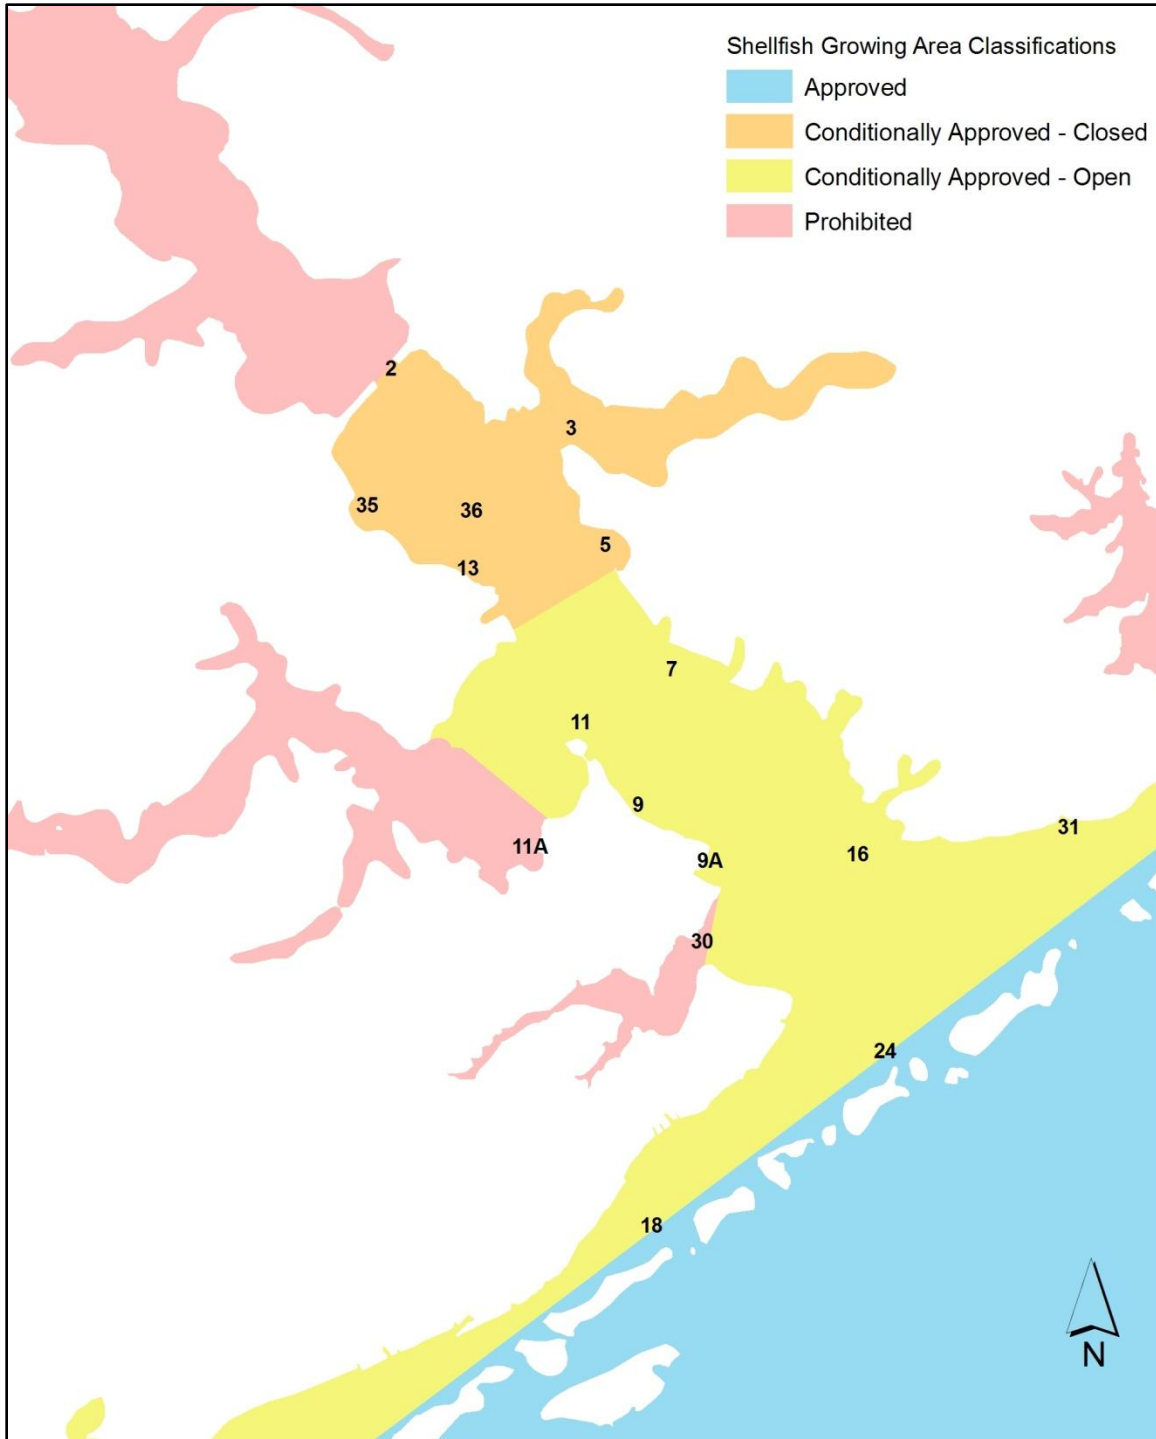 Shellfish Growing Area Classifications
Approved
Conditionally Approved - Closed
Conditionally Approved - Open
Prohibited
2
3
35
36
5
13
7
11
9
31
11A
9A
16
30
24
18
N